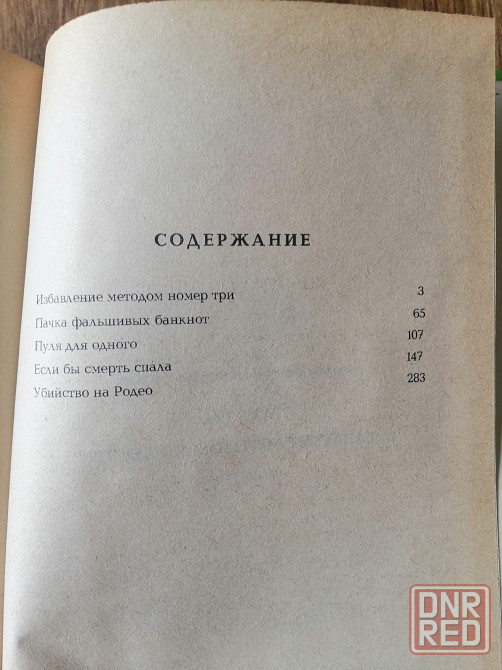 СОДЕРЖАНИЕ
Избавление методом номер три 3
Пачка фальшивых банкнот 65
Пуля для одного 107
Если бы смерть спала 147
Убийство на Родео 283
DNR
RED